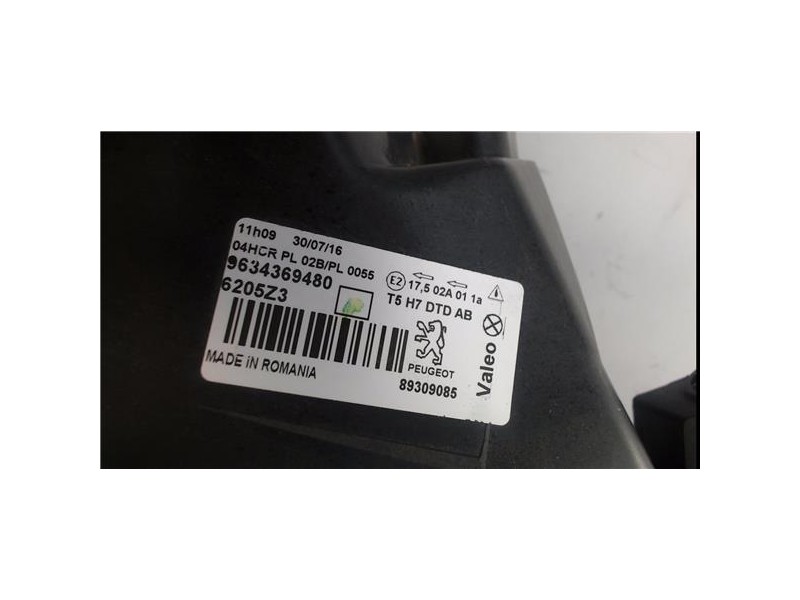 11h09 30/07/16
04HCR PL 02B/PL 0055
9634369480
6205Z3
E2 17,5 02A 01 1a
T5 H7 DTD AB
PEUGEOT
MADE iN ROMANIA
89309085
Valeo